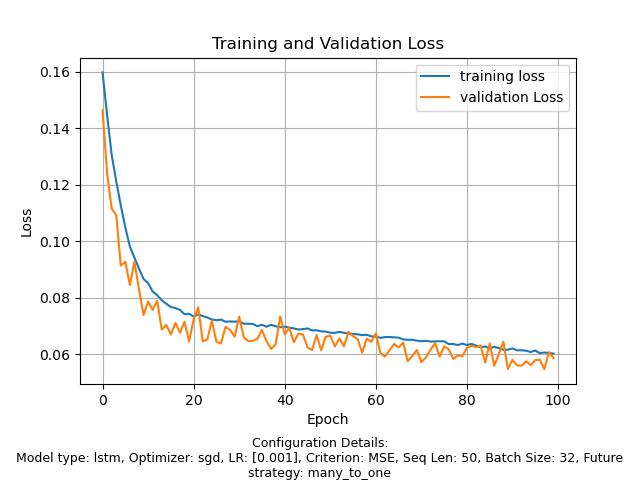 Training and Validation Loss
training loss
validation Loss
0.16
0.14
0.12
0.10
0.08
0.06
Loss
0
20
40
60
80
100
Epoch
Configuration Details:
Model type: lstm, Optimizer: sgd, LR: [0.001], Criterion: MSE, Seq Len: 50, Batch Size: 32, Future
strategy: many_to_one